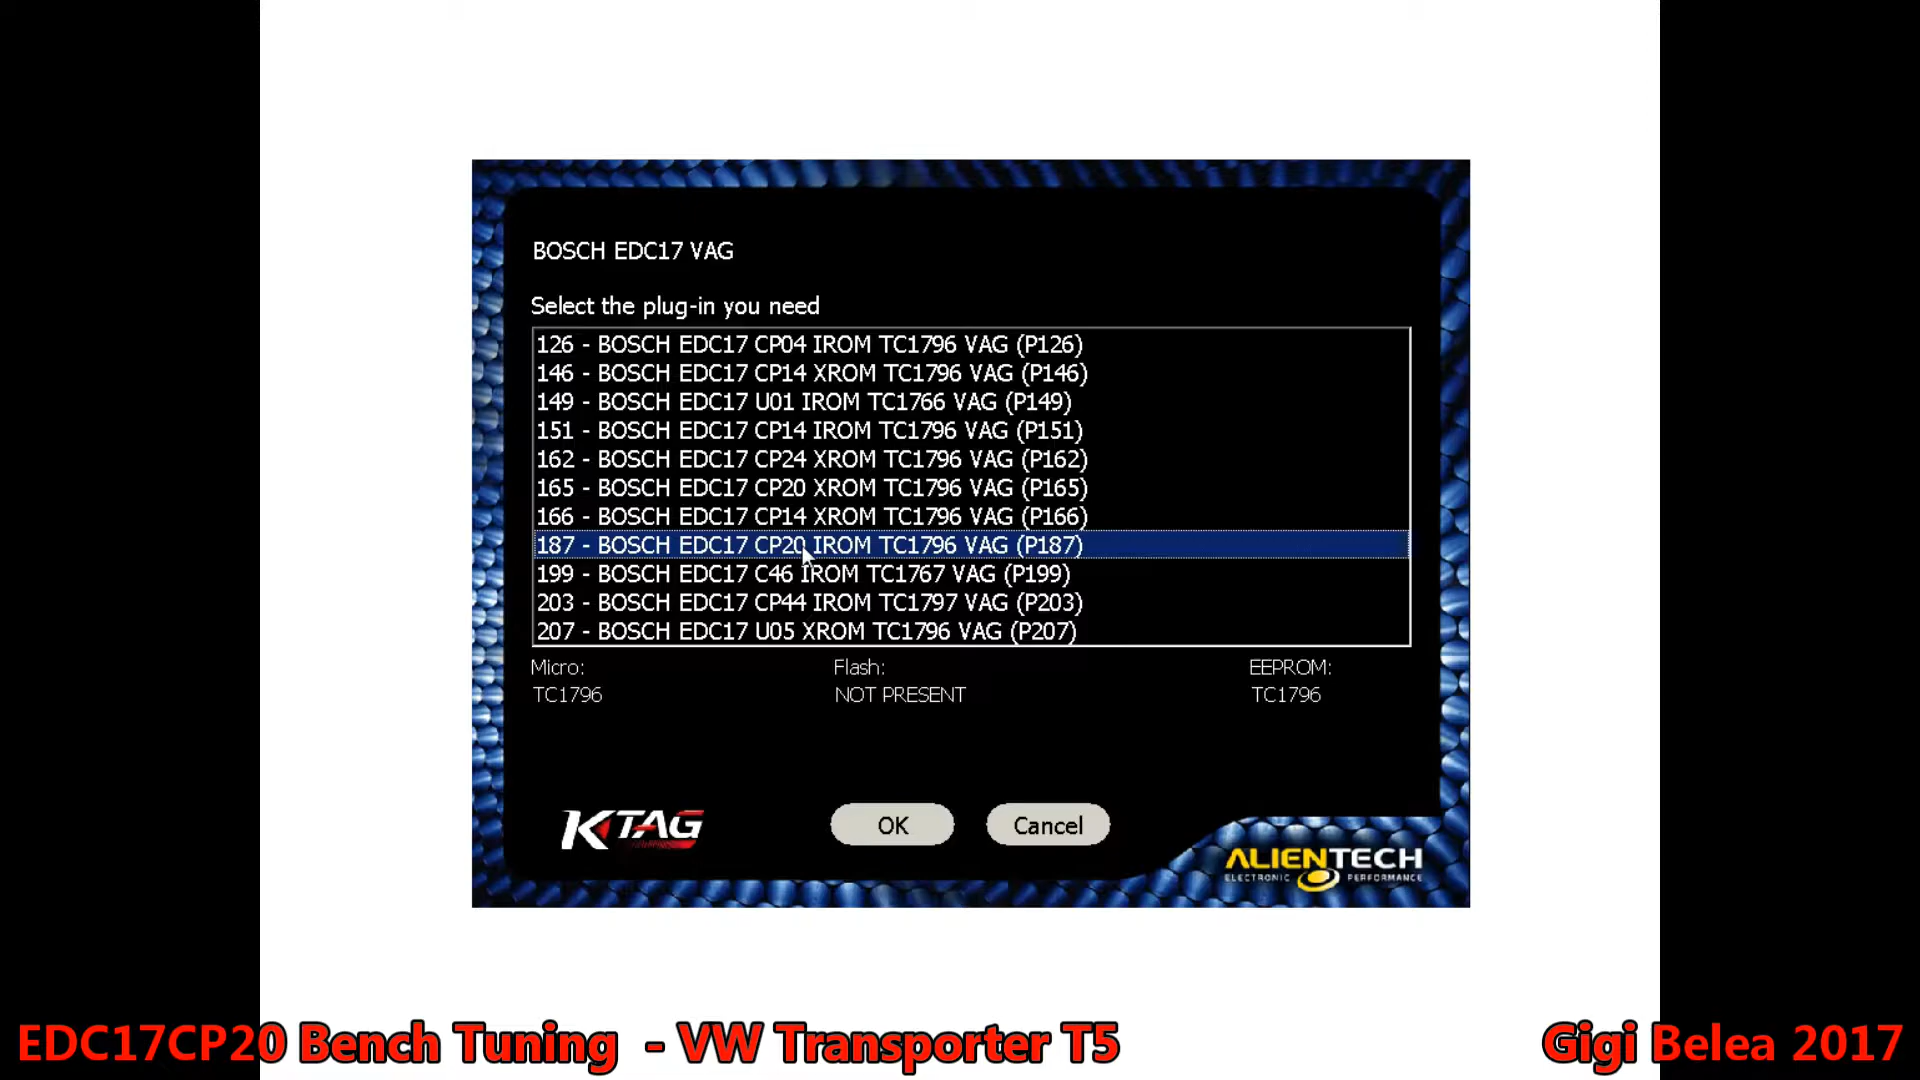 BOSCH EDC17 VAG
Select the plug-in you need
126 - BOSCH EDC17 CP04 IROM TC1796 VAG (P126)
146 - BOSCH EDC17 CP14 XROM TC1796 VAG (P146)
149 - BOSCH EDC17 U01 IROM TC1766 VAG (P149)
151 - BOSCH EDC17 CP14 IROM TC1796 VAG (P151)
162 - BOSCH EDC17 CP24 XROM TC1796 VAG (P162)
165 - BOSCH EDC17 CP20 XROM TC1796 VAG (P165)
166 - BOSCH EDC17 CP14 XROM TC1796 VAG (P166)
187 - BOSCH EDC17 CP20 IROM TC1796 VAG (P187)
199 - BOSCH EDC17 C46 IROM TC1767 VAG (P199)
203 - BOSCH EDC17 CP44 IROM TC1797 VAG (P203)
207 - BOSCH EDC17 U05 XROM TC1796 VAG (P207)
Micro: Flash: EEPROM:
TC1796 NOT PRESENT TC1796
KTAG OK Cancel
ALIENTECH
ELECTRONIC PERFORMANCE
EDC17CP20 Bench Tuning - VW Transporter T5 Gigi Belea 2017